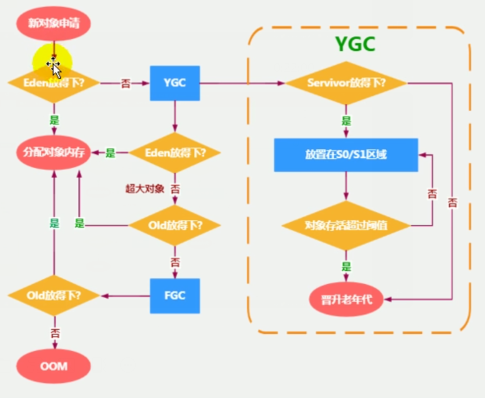 新对象申请
YGC
Eden放得下?
否
YGC
Servivor放得下?
是
是
分配对象内存
是
Eden放得下?
放置在S0/S1区域
超大对象
否
否
否
是
是
Old放得下?
对象存活超过阈值
否
是
Old放得下?
FGC
晋升老年代
否
OOM